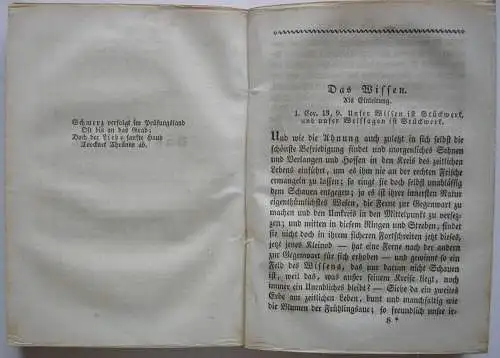 Schmerz verfolgt im Prüfungsland
Oft bis an das Grab;
Doch der Liebe sanfte Hand
Trocknet Thränen ab.
Das Wissen.
Als Einleitung.
1. Cor. 13, 9. Unser Wissen ist Stückwerk,
und unser Weissagen ist Stückwerk.
Und wie die Ahnung auch zuletzt in sich selbst die
schönste Befriedigung findet und morgenliches Sehnen
und Verlangen und Hoffen in den Kreis des zeitlichen
Lebens einführt, um es ihm nie an der rechten Frische
ermangeln zu lassen; so ringt sie doch selbst unabläßig
dem Schauen entgegen; ja es ist ihrer innersten Natur
eigenthümlichstes Wesen, die Ferne zur Gegenwart zu
machen und den Umkreis in den Mittelpunkt zu versez-
zen; und mitten in diesem Ringen und Streben, findet
sie nicht doch in ihrem sicheren Fortschreiten jetzt dieses,
jetzt jenes Kleinod — hat eine Ferne nach der andern
zur Gegenwart für sich erhoben — und gewinnt so ein
Feld des Wissens, das nur darum nicht Schauen
ist, weil das, was außer seinem Kreise liegt, noch
immer ein Unendliches bleibt? — Siehe da ein zweites
Erbe am zeitlichen Leben, bunt und manchfaltig wie
die Blumen der Frühlingsaue; so freundlich unser ir-
8 *